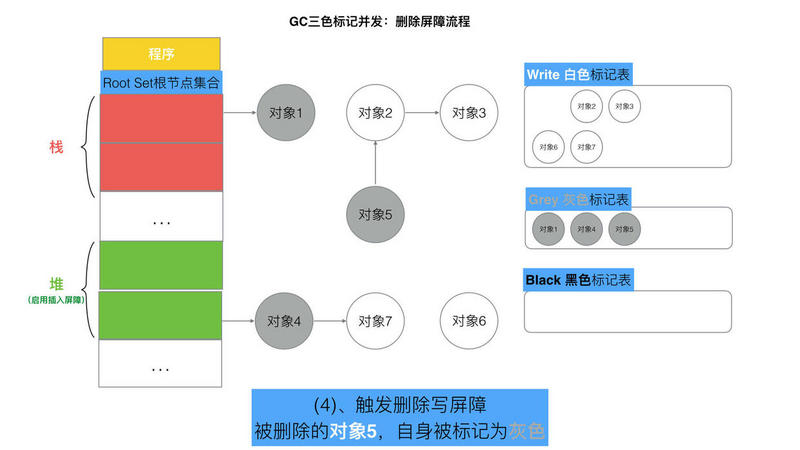 GC三色标记并发：删除屏障流程
程序
Root Set根节点集合
栈
...
堆
(启用插入屏障)
...
对象1
对象2
对象3
对象5
对象4
对象7
对象6
Write 白色标记表
对象2
对象3
对象6
对象7
Grey 灰色标记表
对象1
对象4
对象5
Black 黑色标记表
(4)、触发删除写屏障
被删除的对象5，自身被标记为灰色